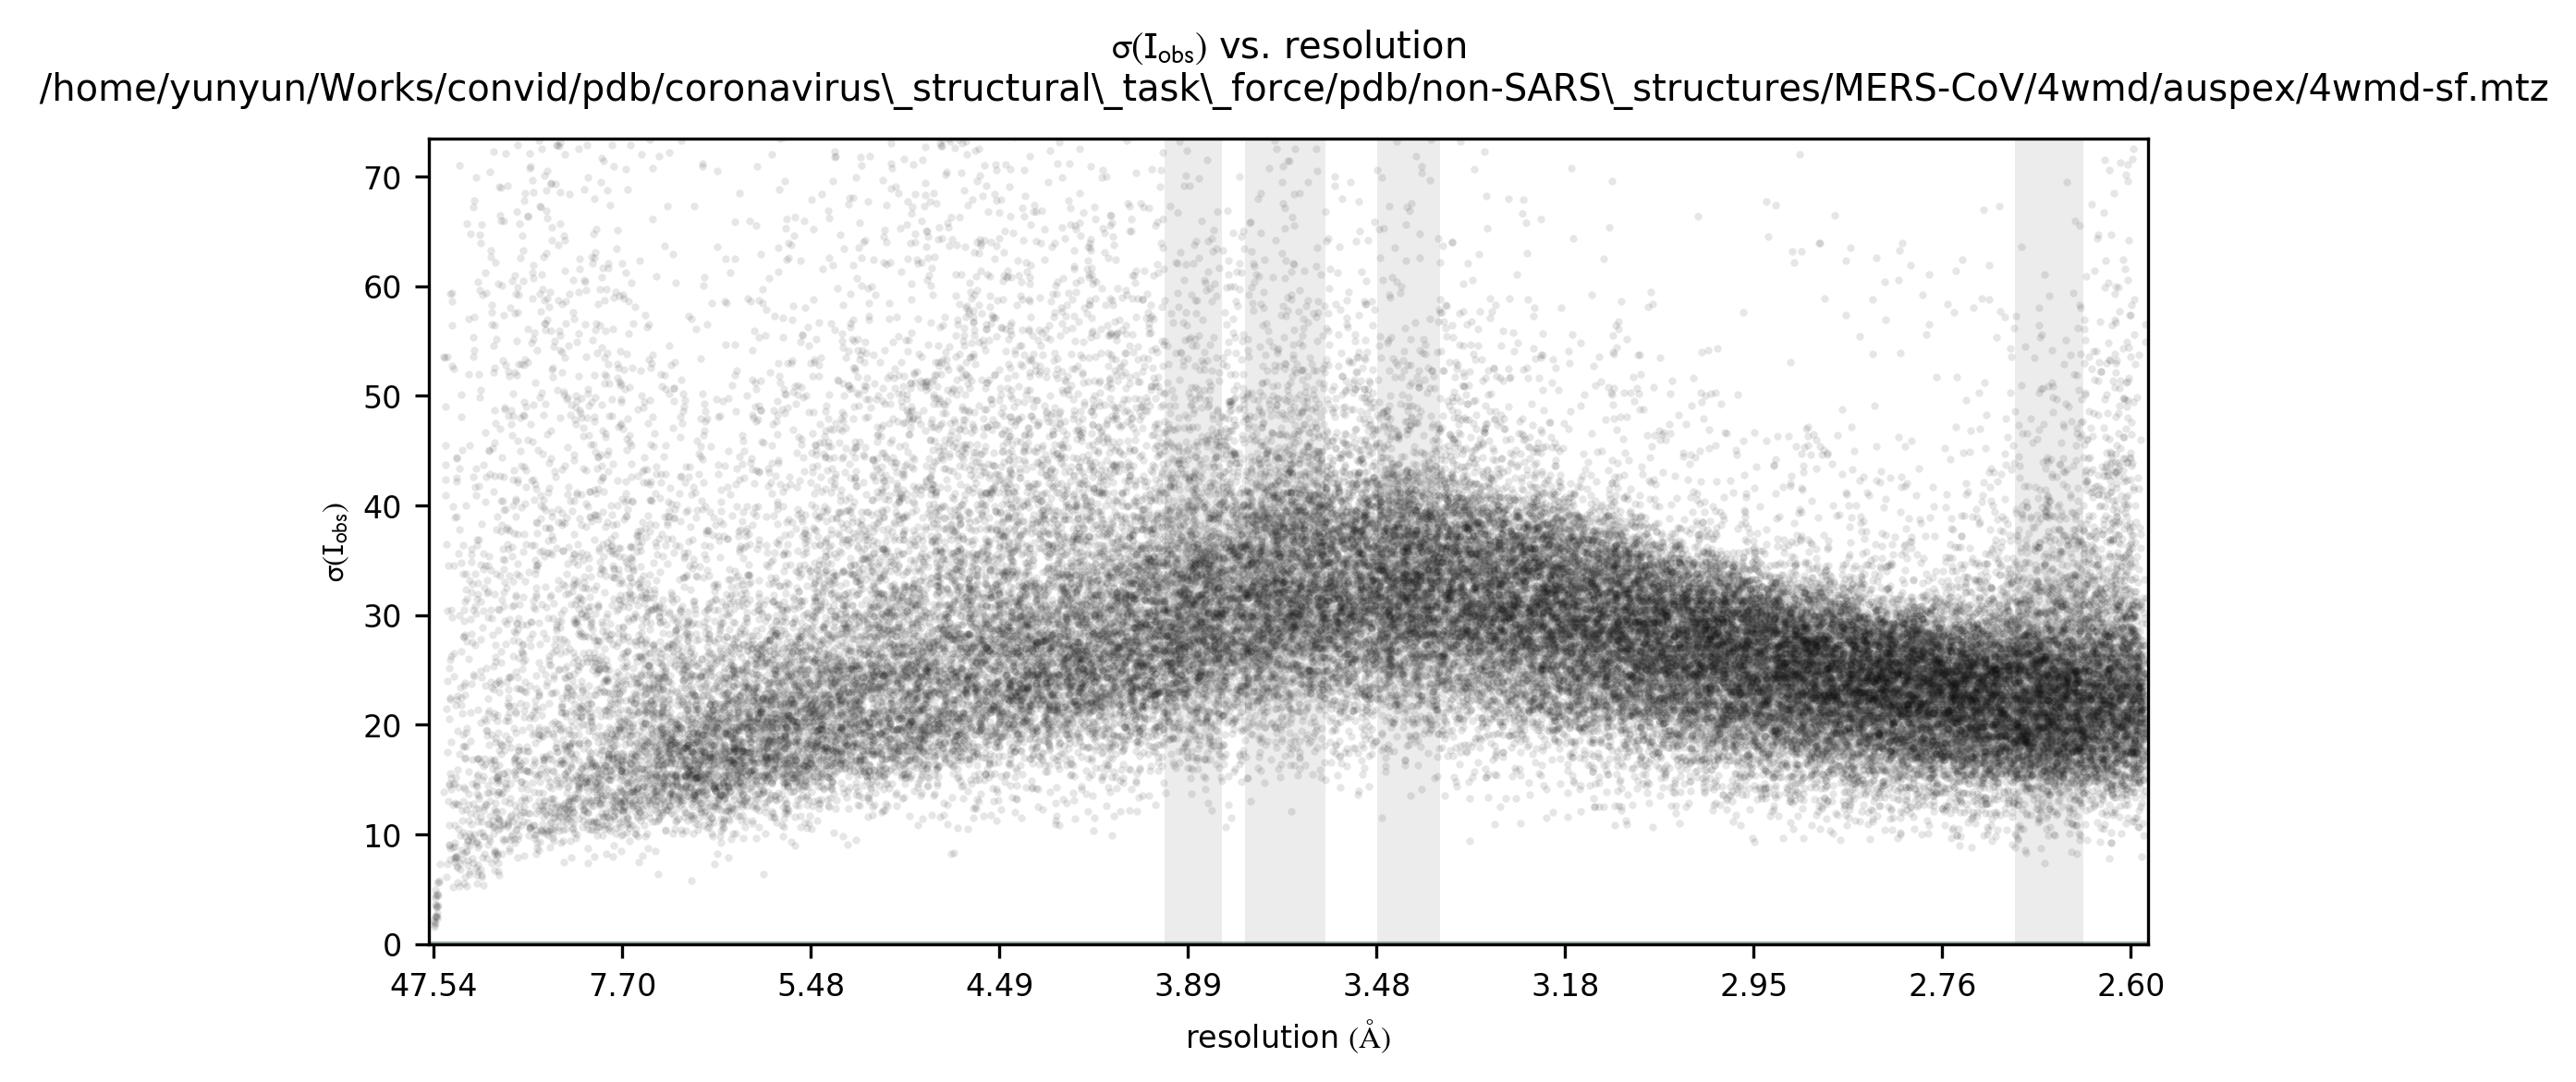 σ(I_obs) vs. resolution
/home/yunyun/Works/convid/pdb/coronavirus\_structural\_task\_force/pdb/non-SARS\_structures/MERS-CoV/4wmd/auspex/4wmd-sf.mtz
70
60
50
40
30
20
10
0
σ(I_obs)
47.54 7.70 5.48 4.49 3.89 3.48 3.18 2.95 2.76 2.60
resolution (Å)